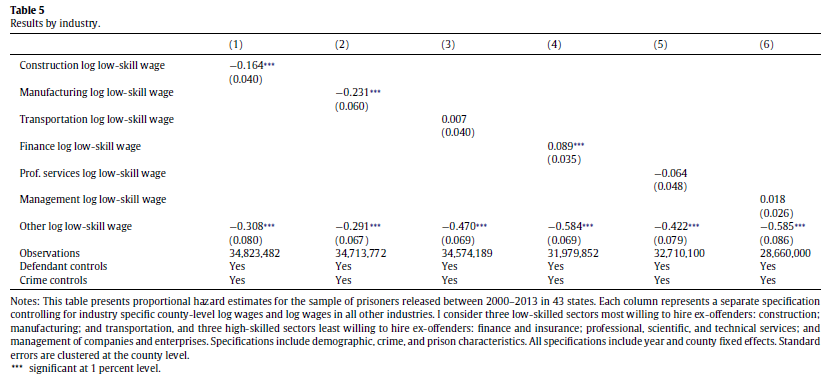 Table 5
Results by industry.
(1) (2) (3) (4) (5) (6)
Construction log low-skill wage −0.164***
(0.040)
Manufacturing log low-skill wage −0.231***
(0.060)
Transportation log low-skill wage 0.007
(0.040)
Finance log low-skill wage 0.089***
(0.035)
Prof. services log low-skill wage −0.064
(0.048)
Management log low-skill wage 0.018
(0.026)
Other log low-skill wage −0.308*** −0.291*** −0.470*** −0.584*** −0.422*** −0.585***
(0.080) (0.067) (0.069) (0.069) (0.079) (0.086)
Observations 34,823,482 34,713,772 34,574,189 31,979,852 32,710,100 28,660,000
Defendant controls Yes Yes Yes Yes Yes Yes
Crime controls Yes Yes Yes Yes Yes Yes
Notes: This table presents proportional hazard estimates for the sample of prisoners released between 2000–2013 in 43 states. Each column represents a separate specification
controlling for industry specific county-level log wages and log wages in all other industries. I consider three low-skilled sectors most willing to hire ex-offenders: construction;
manufacturing; and transportation, and three high-skilled sectors least willing to hire ex-offenders: finance and insurance; professional, scientific, and technical services; and
management of companies and enterprises. Specifications include demographic, crime, and prison characteristics. All specifications include year and county fixed effects. Standard
errors are clustered at the county level.
*** significant at 1 percent level.